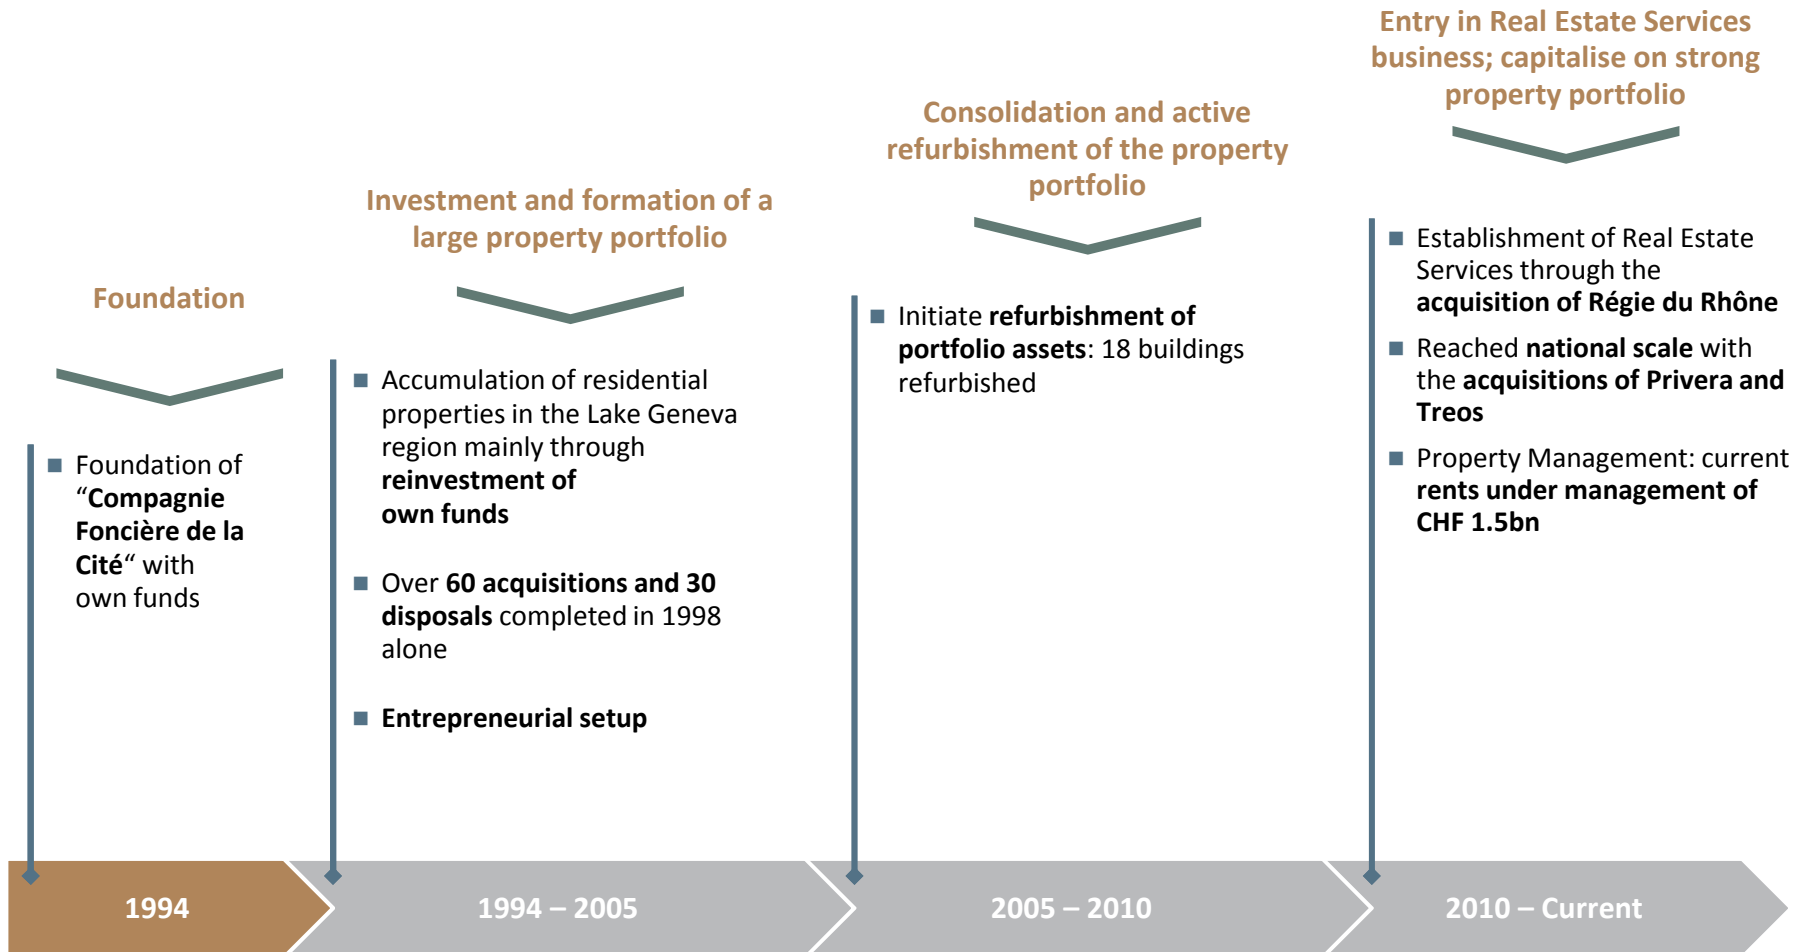 Foundation
■ Foundation of
“Compagnie
Foncière de la
Cité“ with
own funds
1994
Investment and formation of a
large property portfolio
■ Accumulation of residential
properties in the Lake Geneva
region mainly through
reinvestment of
own funds
■ Over 60 acquisitions and 30
disposals completed in 1998
alone
■ Entrepreneurial setup
1994 – 2005
Consolidation and active
refurbishment of the property
portfolio
■ Initiate refurbishment of
portfolio assets: 18 buildings
refurbished
2005 – 2010
Entry in Real Estate Services
business; capitalise on strong
property portfolio
■ Establishment of Real Estate
Services through the
acquisition of Régie du Rhône
■ Reached national scale with
the acquisitions of Privera and
Treos
■ Property Management: current
rents under management of
CHF 1.5bn
2010 – Current